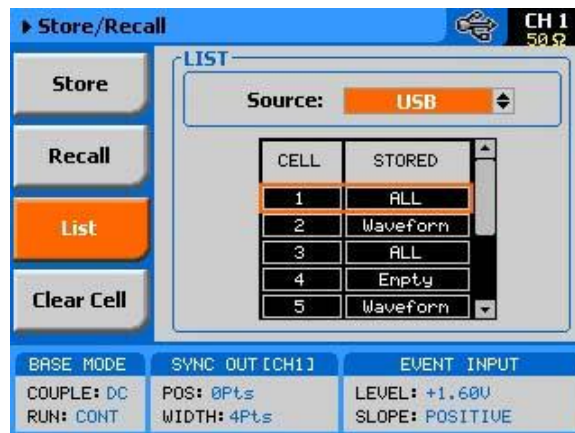 Store/Recall
CH 1
50 Ω
Store
Recall
List
Clear Cell
LIST
Source: USB
CELL STORED
1 ALL
2 Waveform
3 ALL
4 Empty
5 Waveform
BASE MODE
COUPLE: DC
RUN: CONT
SYNC OUT [CH1]
POS: 0Pts
WIDTH: 4Pts
EVENT INPUT
LEVEL: +1.60V
SLOPE: POSITIVE